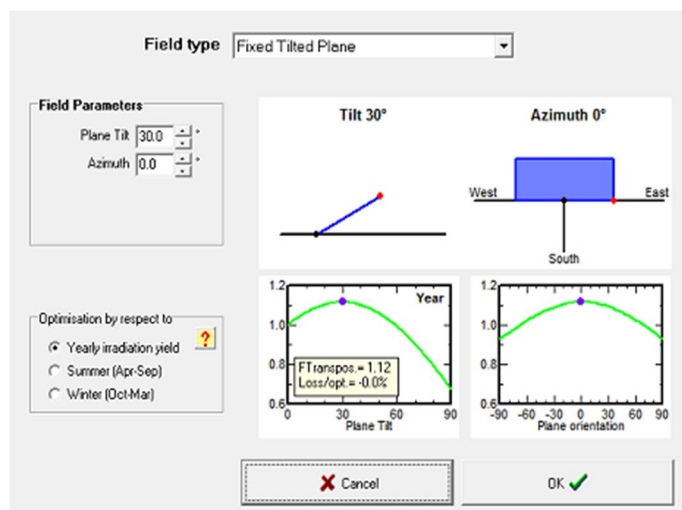 Field type Fixed Tilted Plane
Field Parameters
Plane Tilt 30.0 °
Azimuth 0.0 °
Tilt 30°
Azimuth 0°
West East
South
Optimisation by respect to
?
Yearly irradiation yield
Summer (Apr-Sep)
Winter (Oct-Mar)
1.2
1.0
0.8
0.6
Year
FTranspos.= 1.12
Loss/opt.= -0.0%
0 30 60 90
Plane Tilt
1.2
1.0
0.8
0.6
-90 -60 -30 0 30 60 90
Plane orientation
Cancel
OK